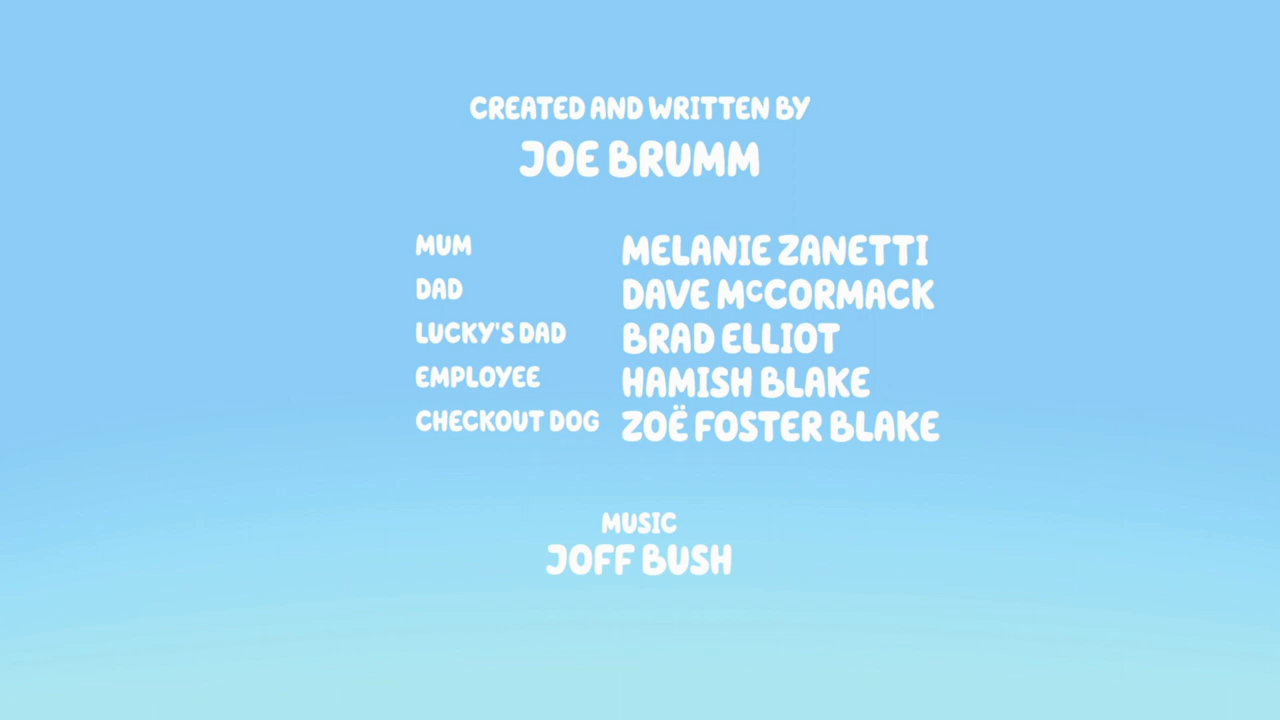 CREATED AND WRITTEN BY
JOE BRUMM
MUM MELANIE ZANETTI
DAD DAVE McCORMACK
LUCKY'S DAD BRAD ELLIOT
EMPLOYEE HAMISH BLAKE
CHECKOUT DOG ZOË FOSTER BLAKE
MUSIC
JOFF BUSH